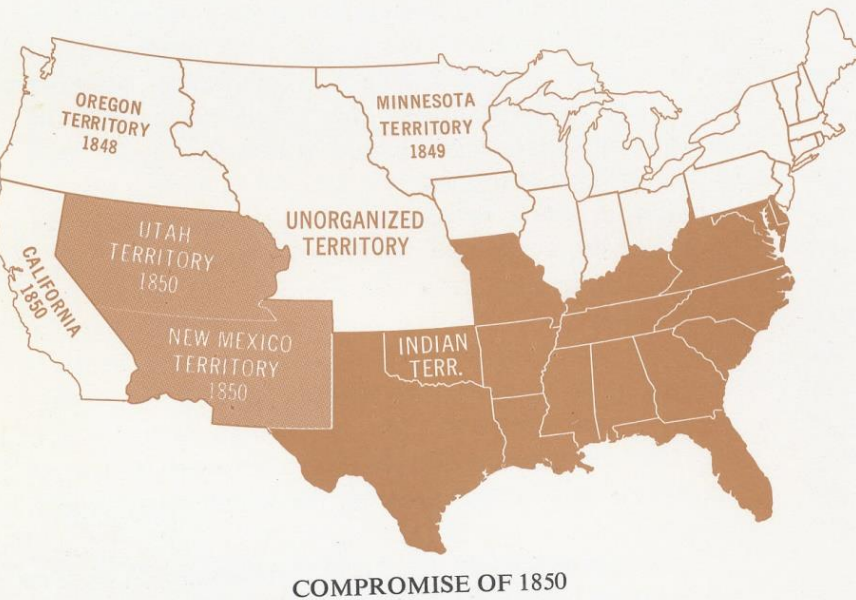 OREGON
TERRITORY
1848
MINNESOTA
TERRITORY
1849
UNORGANIZED
TERRITORY
UTAH
TERRITORY
1850
CALIFORNIA
1850
NEW MEXICO
TERRITORY
1850
INDIAN
TERR.
COMPROMISE OF 1850